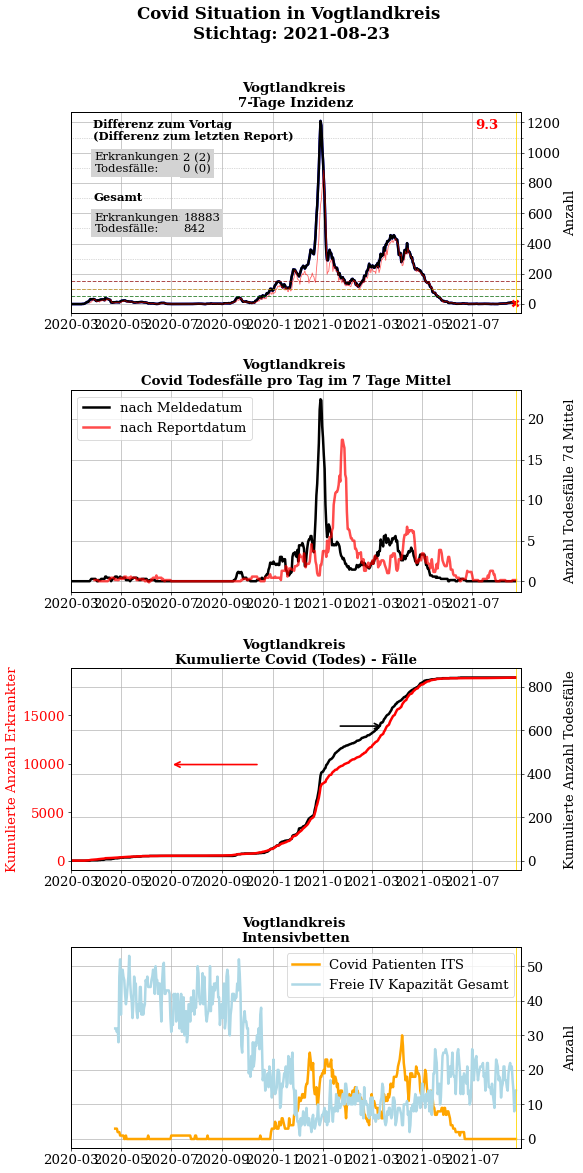 Covid Situation in Vogtlandkreis
Stichtag: 2021-08-23
Vogtlandkreis
7-Tage Inzidenz
Differenz zum Vortag
(Differenz zum letzten Report)
Erkrankungen 2 (2)
Todesfälle: 0 (0)
Gesamt
Erkrankungen 18883
Todesfälle: 842
9.3
1200
1000
800
600
400
200
0
Anzahl
2020-03 2020-05 2020-07 2020-09 2020-11 2021-01 2021-03 2021-05 2021-07
Vogtlandkreis
Covid Todesfälle pro Tag im 7 Tage Mittel
nach Meldedatum
nach Reportdatum
20
15
10
5
0
Anzahl Todesfälle 7d Mittel
2020-03 2020-05 2020-07 2020-09 2020-11 2021-01 2021-03 2021-05 2021-07
Vogtlandkreis
Kumulierte Covid (Todes) - Fälle
Kumulierte Anzahl Erkrankter
15000
10000
5000
0
800
600
400
200
0
Kumulierte Anzahl Todesfälle
2020-03 2020-05 2020-07 2020-09 2020-11 2021-01 2021-03 2021-05 2021-07
Vogtlandkreis
Intensivbetten
Covid Patienten ITS
Freie IV Kapazität Gesamt
50
40
30
20
10
0
Anzahl
2020-03 2020-05 2020-07 2020-09 2020-11 2021-01 2021-03 2021-05 2021-07